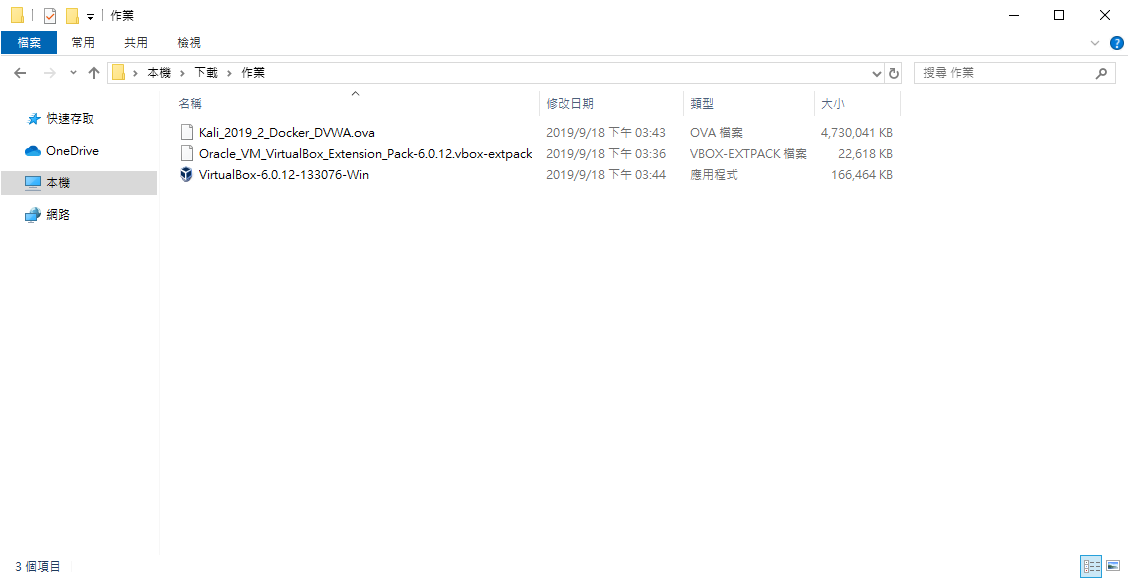 作業
檔案 常用 共用 檢視
本機 下載 作業 搜尋 作業
快速存取
OneDrive
本機
網路
名稱 修改日期 類型 大小
Kali_2019_2_Docker_DVWA.ova 2019/9/18 下午 03:43 OVA 檔案 4,730,041 KB
Oracle_VM_VirtualBox_Extension_Pack-6.0.12.vbox-extpack 2019/9/18 下午 03:36 VBOX-EXTPACK 檔案 22,618 KB
VirtualBox-6.0.12-133076-Win 2019/9/18 下午 03:44 應用程式 166,464 KB
3 個項目